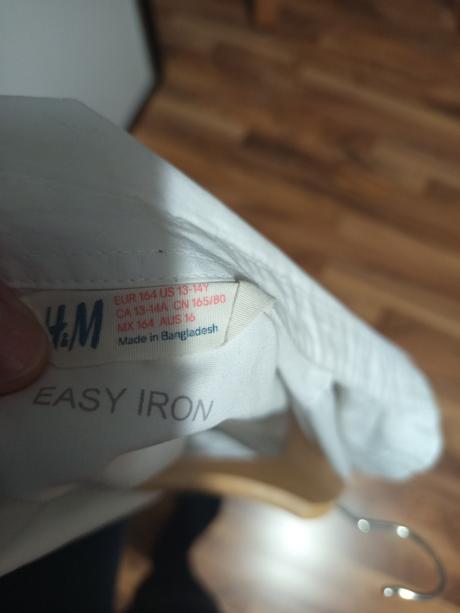 H&M
EUR 164 US 13-14Y
CA 13-14A CN 165/80
MX 164 AUS 16
Made in Bangladesh
EASY IRON